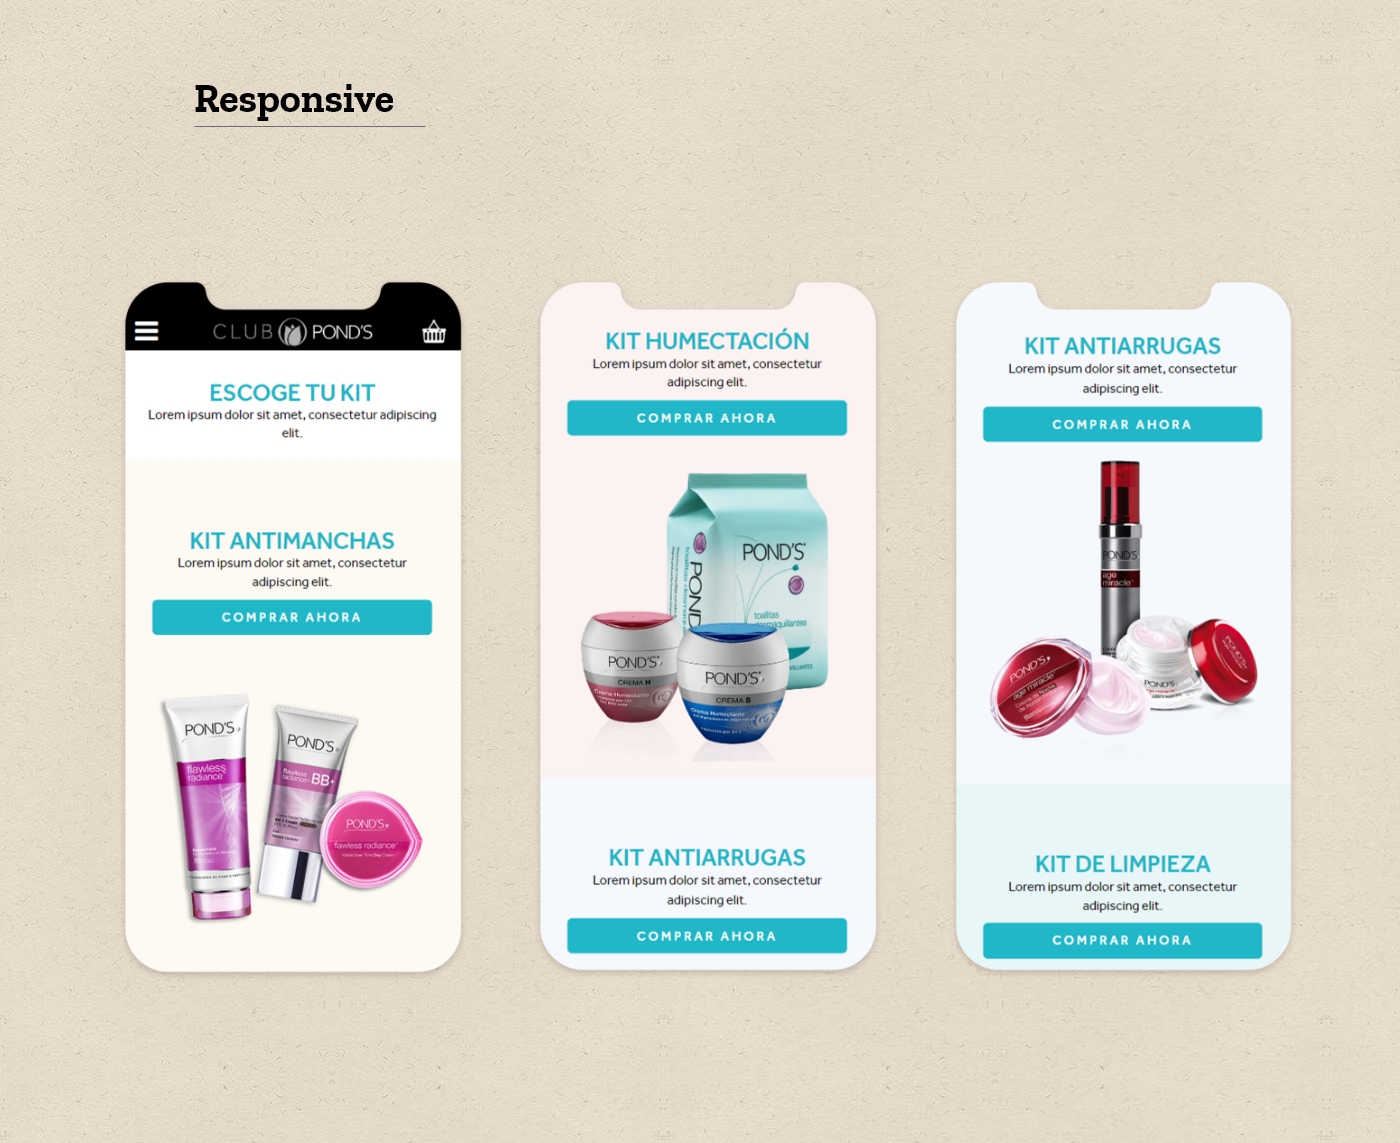 Responsive
CLUB POND'S
ESCOGE TU KIT
Lorem ipsum dolor sit amet, consectetur adipiscing
elit.
KIT ANTIMANCHAS
Lorem ipsum dolor sit amet, consectetur
adipiscing elit.
COMPRAR AHORA
POND'S
flawless
radiance
POND'S
flawless
radiance BB+
POND'S
flawless radiance
KIT HUMECTACIÓN
Lorem ipsum dolor sit amet, consectetur
adipiscing elit.
COMPRAR AHORA
POND'S
toallitas
POND'S
CREMA H
Crema Humectante
POND'S
CREMA S
Crema Humectante
KIT ANTIARRUGAS
Lorem ipsum dolor sit amet, consectetur
adipiscing elit.
COMPRAR AHORA
KIT ANTIARRUGAS
Lorem ipsum dolor sit amet, consectetur
adipiscing elit.
COMPRAR AHORA
POND'S
age
miracle
POND'S
age miracle
POND'S
KIT DE LIMPIEZA
Lorem ipsum dolor sit amet, consectetur
adipiscing elit.
COMPRAR AHORA